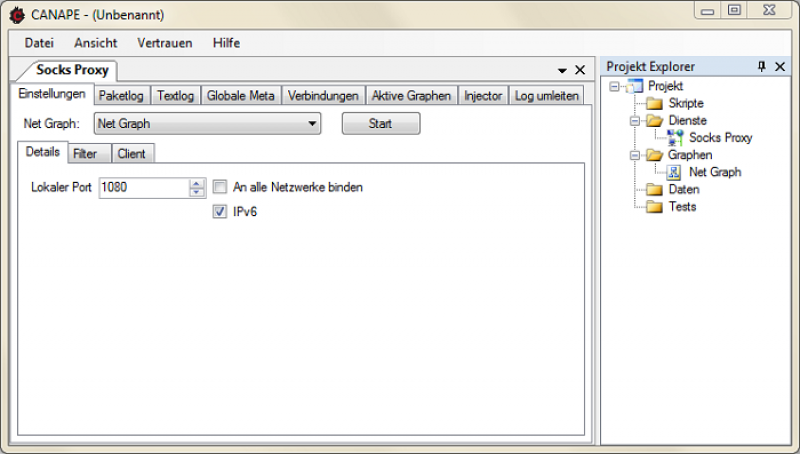 CANAPE - (Unbenannt)
Datei Ansicht Vertrauen Hilfe
Socks Proxy
Einstellungen Paketlog Textlog Globale Meta Verbindungen Aktive Graphen Injector Log umleiten
Net Graph: Net Graph Start
Details Filter Client
Lokaler Port 1080 An alle Netzwerke binden
IPv6
Projekt Explorer
Projekt
Skripte
Dienste
Socks Proxy
Graphen
Net Graph
Daten
Tests